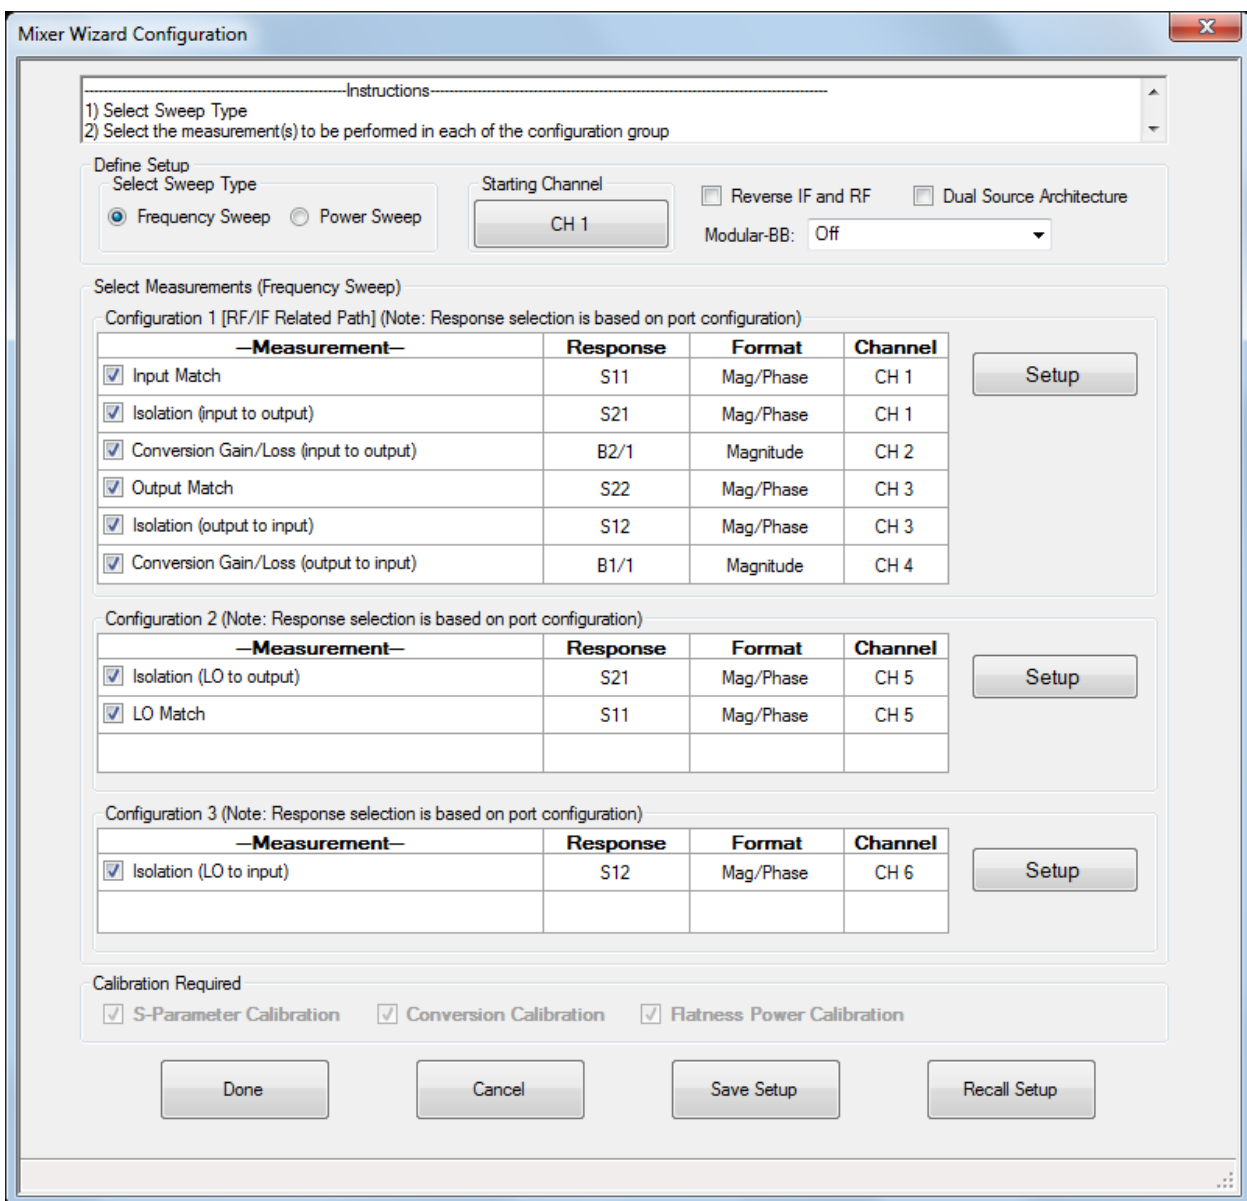 Mixer Wizard Configuration
x
-----------------------------------------------------Instructions--------------------------------------------------------------------------------
1) Select Sweep Type
2) Select the measurement(s) to be performed in each of the configuration group
Define Setup
Select Sweep Type
Frequency Sweep Power Sweep
Starting Channel
CH 1
Reverse IF and RF Dual Source Architecture
Modular-BB: Off
Select Measurements (Frequency Sweep)
Configuration 1 [RF/IF Related Path] (Note: Response selection is based on port configuration)
—Measurement— Response Format Channel
Input Match S11 Mag/Phase CH 1
Isolation (input to output) S21 Mag/Phase CH 1
Conversion Gain/Loss (input to output) B2/1 Magnitude CH 2
Output Match S22 Mag/Phase CH 3
Isolation (output to input) S12 Mag/Phase CH 3
Conversion Gain/Loss (output to input) B1/1 Magnitude CH 4
Setup
Configuration 2 (Note: Response selection is based on port configuration)
—Measurement— Response Format Channel
Isolation (LO to output) S21 Mag/Phase CH 5
LO Match S11 Mag/Phase CH 5
Setup
Configuration 3 (Note: Response selection is based on port configuration)
—Measurement— Response Format Channel
Isolation (LO to input) S12 Mag/Phase CH 6
Setup
Calibration Required
S-Parameter Calibration Conversion Calibration Flatness Power Calibration
Done Cancel Save Setup Recall Setup